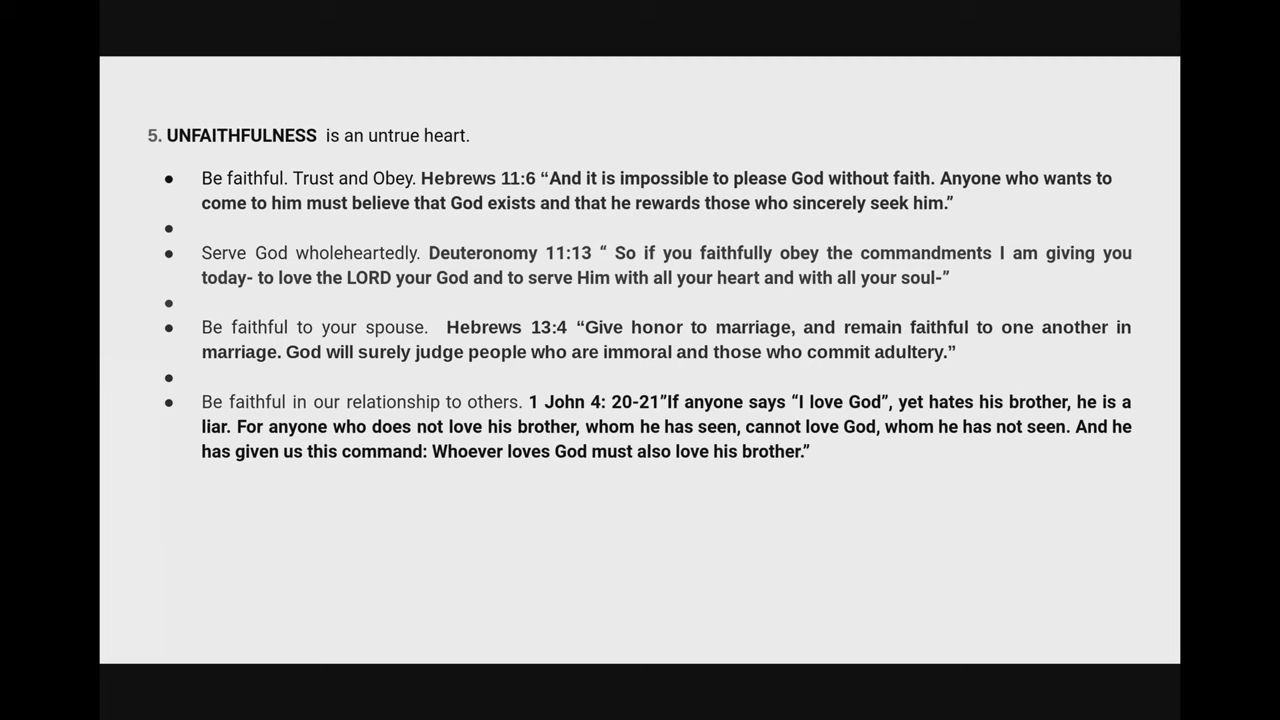 5. UNFAITHFULNESS is an untrue heart.
● Be faithful. Trust and Obey. Hebrews 11:6 “And it is impossible to please God without faith. Anyone who wants to
come to him must believe that God exists and that he rewards those who sincerely seek him.”
●
● Serve God wholeheartedly. Deuteronomy 11:13 “ So if you faithfully obey the commandments I am giving you
today- to love the LORD your God and to serve Him with all your heart and with all your soul-”
●
● Be faithful to your spouse. Hebrews 13:4 “Give honor to marriage, and remain faithful to one another in
marriage. God will surely judge people who are immoral and those who commit adultery.”
●
● Be faithful in our relationship to others. 1 John 4: 20-21”If anyone says “I love God”, yet hates his brother, he is a
liar. For anyone who does not love his brother, whom he has seen, cannot love God, whom he has not seen. And he
has given us this command: Whoever loves God must also love his brother.”